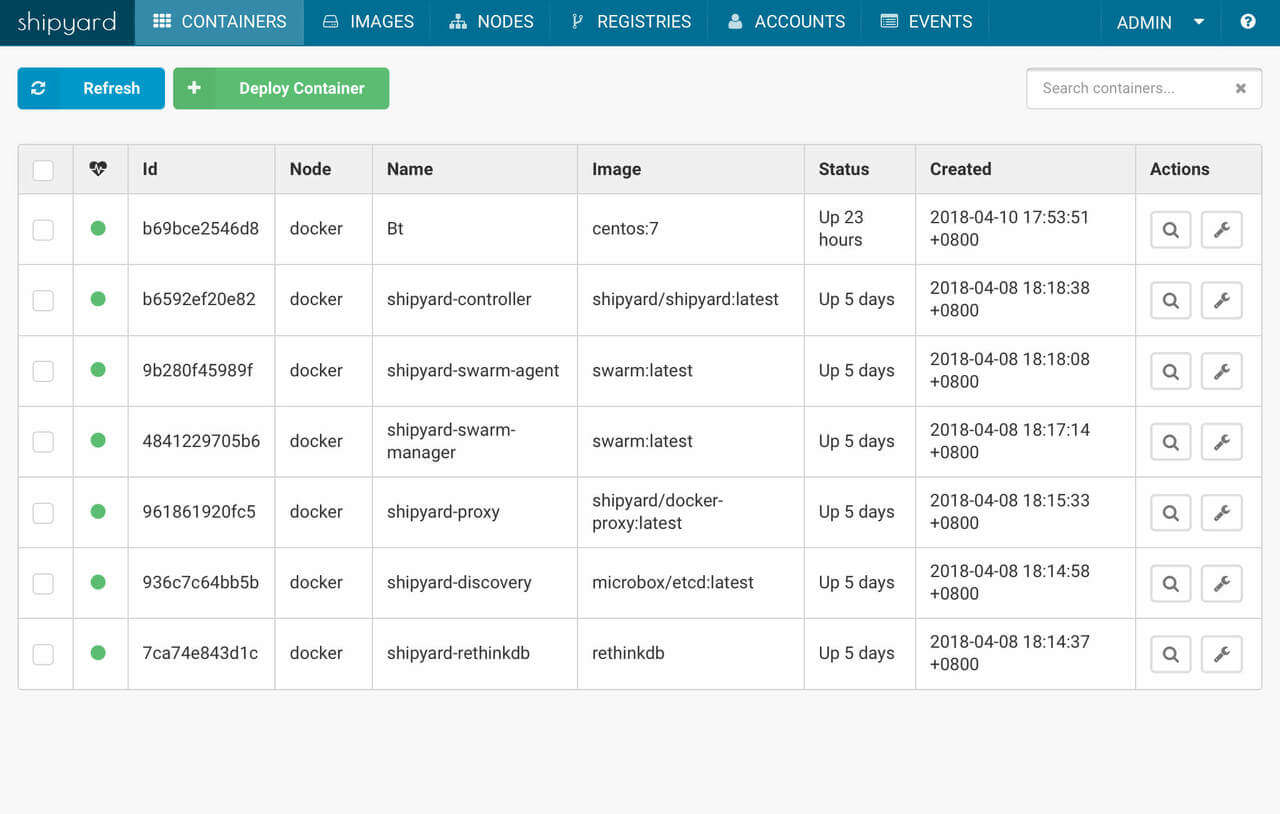 shipyard CONTAINERS IMAGES NODES REGISTRIES ACCOUNTS EVENTS ADMIN
Refresh Deploy Container Search containers...
Id Node Name Image Status Created Actions
b69bce2546d8 docker Bt centos:7 Up 23 hours 2018-04-10 17:53:51 +0800
b6592ef20e82 docker shipyard-controller shipyard/shipyard:latest Up 5 days 2018-04-08 18:18:38 +0800
9b280f45989f docker shipyard-swarm-agent swarm:latest Up 5 days 2018-04-08 18:18:08 +0800
4841229705b6 docker shipyard-swarm-manager swarm:latest Up 5 days 2018-04-08 18:17:14 +0800
961861920fc5 docker shipyard-proxy shipyard/docker-proxy:latest Up 5 days 2018-04-08 18:15:33 +0800
936c7c64bb5b docker shipyard-discovery microbox/etcd:latest Up 5 days 2018-04-08 18:14:58 +0800
7ca74e843d1c docker shipyard-rethinkdb rethinkdb Up 5 days 2018-04-08 18:14:37 +0800